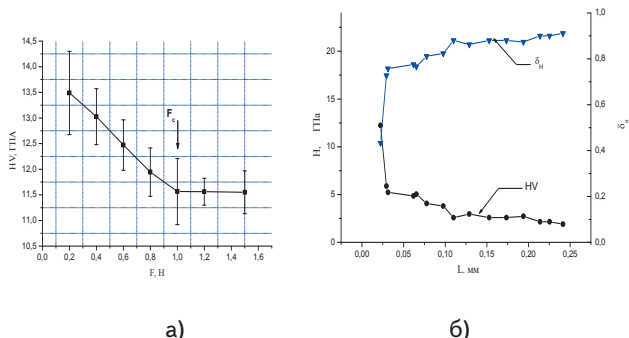 14,5
14,0
13,5
13,0
12,5
12,0
11,5
11,0
10,5
HV, ГПА
0,0 0,2 0,4 0,6 0,8 1,0 1,2 1,4 1,6
F, Н
F_c
а)
20
15
10
5
0
H, ГПа
1,0
0,8
0,6
0,4
0,2
0,0
δ_н
δ_H
HV
0,00 0,05 0,10 0,15 0,20 0,25
L, мм
б)